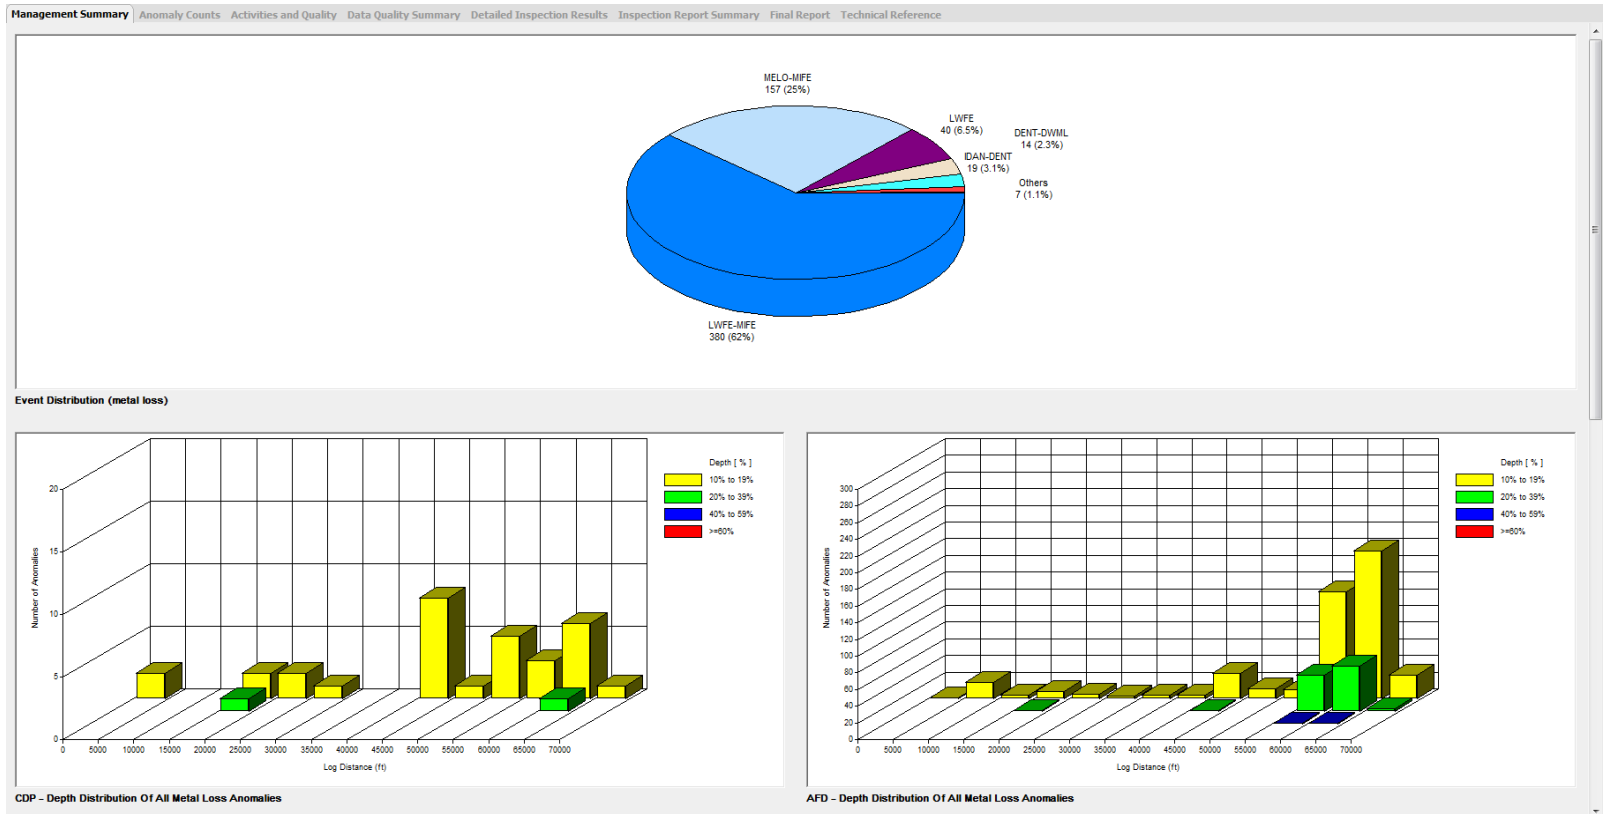 Management Summary Anomaly Counts Activities and Quality Data Quality Summary Detailed Inspection Results Inspection Report Summary Final Report Technical Reference
MELO-MIFE
157 (25%)
LWFE
40 (6.5%)
DENT-DWML
14 (2.3%)
IDAN-DENT
19 (3.1%)
Others
7 (1.1%)
LWFE-MIFE
380 (62%)
Event Distribution (metal loss)
Depth [ % ]
10% to 19%
20% to 39%
40% to 59%
>=60%
20
15
10
5
0
Number of Anomalies
0 5000 10000 15000 20000 25000 30000 35000 40000 45000 50000 55000 60000 65000 70000
Log Distance (ft)
CDP - Depth Distribution Of All Metal Loss Anomalies
Depth [ % ]
10% to 19%
20% to 39%
40% to 59%
>=60%
300
280
260
240
220
200
180
160
140
120
100
80
60
40
20
0
Number of Anomalies
0 5000 10000 15000 20000 25000 30000 35000 40000 45000 50000 55000 60000 65000 70000
Log Distance (ft)
AFD - Depth Distribution Of All Metal Loss Anomalies